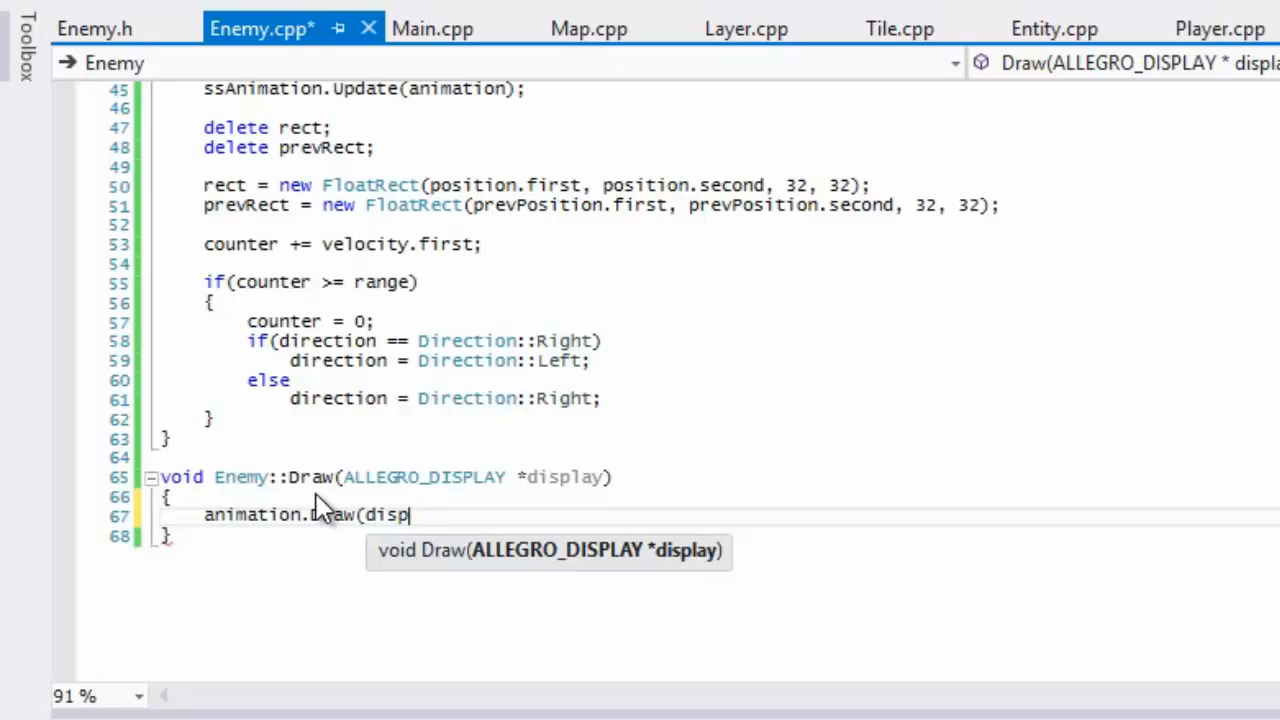 Toolbox
Enemy.h Enemy.cpp* Main.cpp Map.cpp Layer.cpp Tile.cpp Entity.cpp Player.cpp
Enemy Draw(ALLEGRO_DISPLAY * displa
45 ssAnimation.Update(animation);
46
47 delete rect;
48 delete prevRect;
49
50 rect = new FloatRect(position.first, position.second, 32, 32);
51 prevRect = new FloatRect(prevPosition.first, prevPosition.second, 32, 32);
52
53 counter += velocity.first;
54
55 if(counter >= range)
56 {
57 counter = 0;
58 if(direction == Direction::Right)
59 direction = Direction::Left;
60 else
61 direction = Direction::Right;
62 }
63 }
64
65 void Enemy::Draw(ALLEGRO_DISPLAY *display)
66 {
67 animation.Draw(disp
68 }
void Draw(ALLEGRO_DISPLAY *display)
91 %